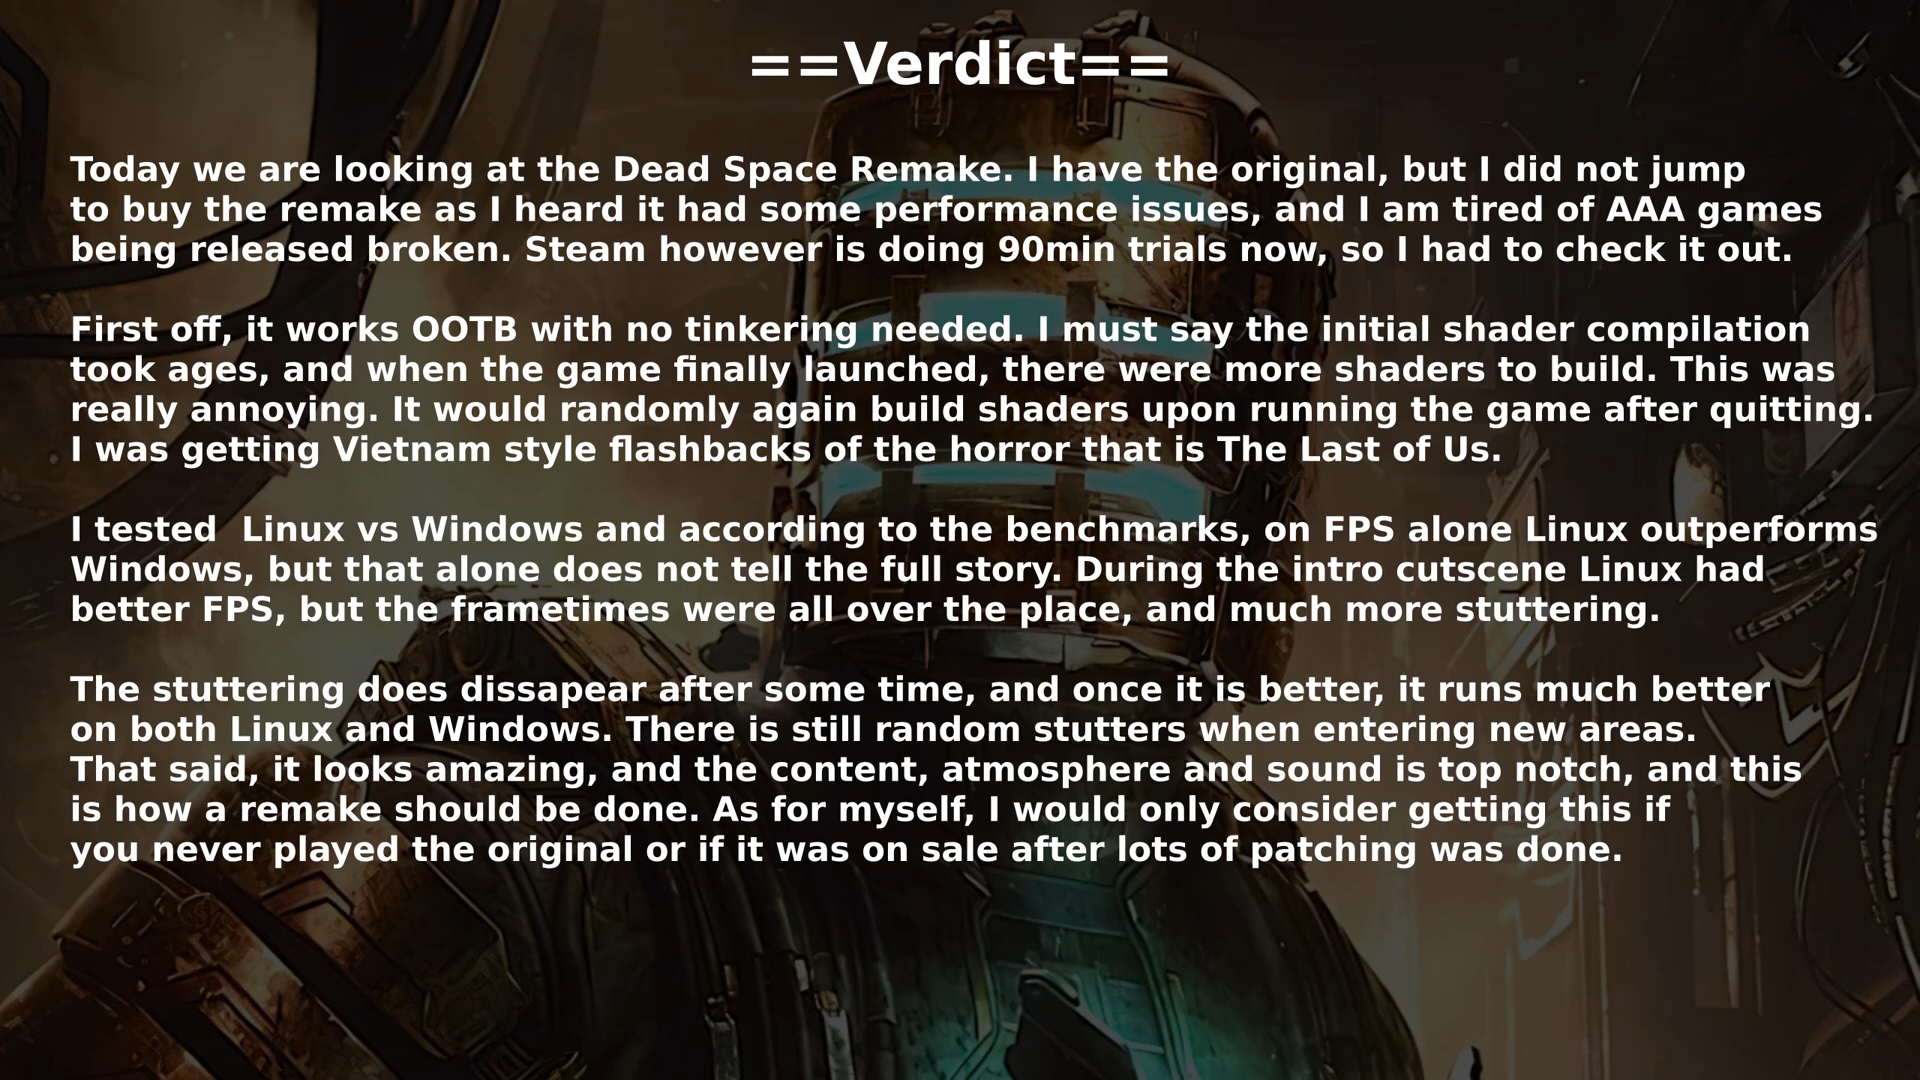 ==Verdict==
Today we are looking at the Dead Space Remake. I have the original, but I did not jump
to buy the remake as I heard it had some performance issues, and I am tired of AAA games
being released broken. Steam however is doing 90min trials now, so I had to check it out.
First off, it works OOTB with no tinkering needed. I must say the initial shader compilation
took ages, and when the game finally launched, there were more shaders to build. This was
really annoying. It would randomly again build shaders upon running the game after quitting.
I was getting Vietnam style flashbacks of the horror that is The Last of Us.
I tested  Linux vs Windows and according to the benchmarks, on FPS alone Linux outperforms
Windows, but that alone does not tell the full story. During the intro cutscene Linux had
better FPS, but the frametimes were all over the place, and much more stuttering.
The stuttering does dissapear after some time, and once it is better, it runs much better
on both Linux and Windows. There is still random stutters when entering new areas.
That said, it looks amazing, and the content, atmosphere and sound is top notch, and this
is how a remake should be done. As for myself, I would only consider getting this if
you never played the original or if it was on sale after lots of patching was done.